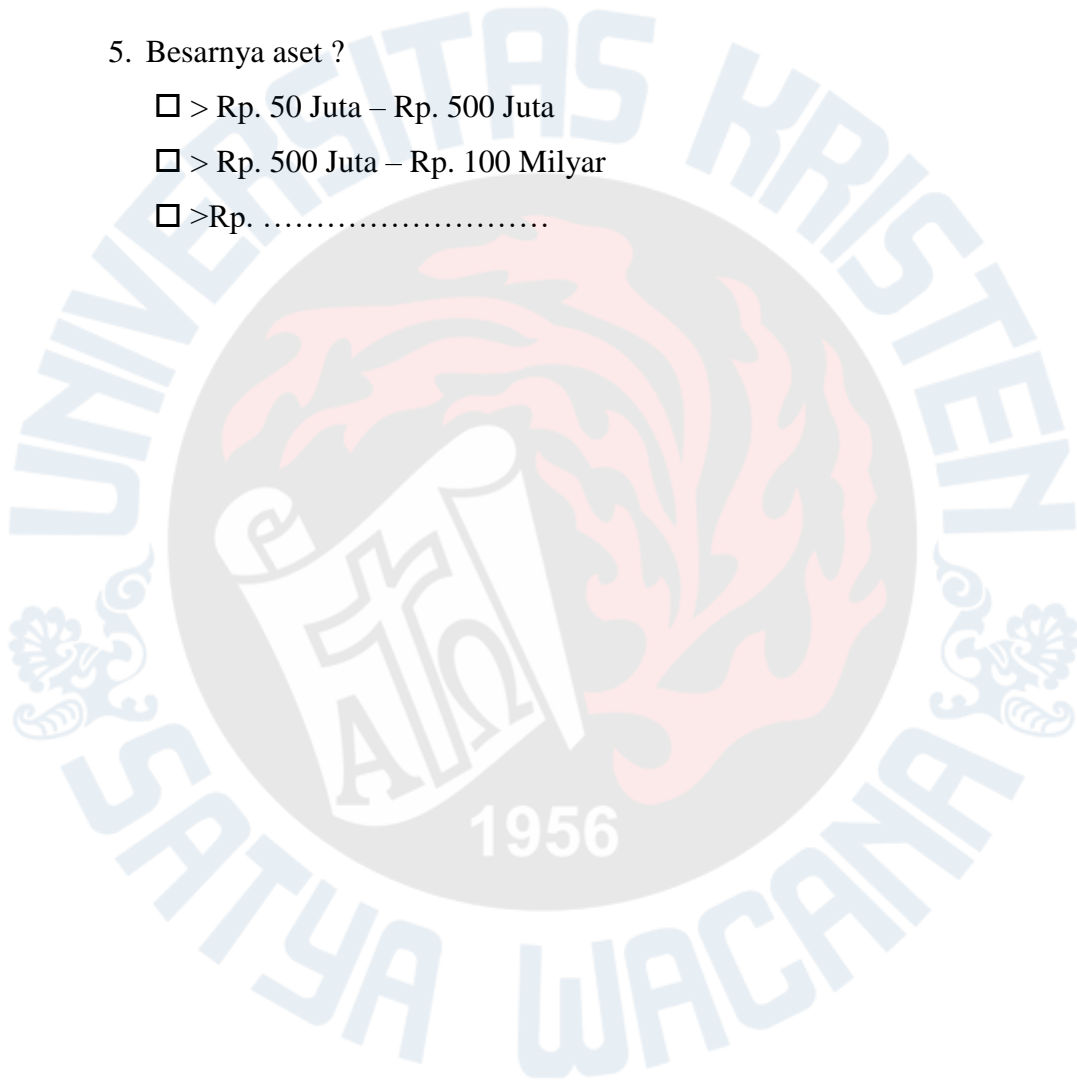 5. Besarnya aset ?
☐ > Rp. 50 Juta – Rp. 500 Juta
☐ > Rp. 500 Juta – Rp. 100 Milyar
☐ >Rp. ………………………
UNIVERSITAS KRISTEN
A Ω
1956
SATYA WACANA